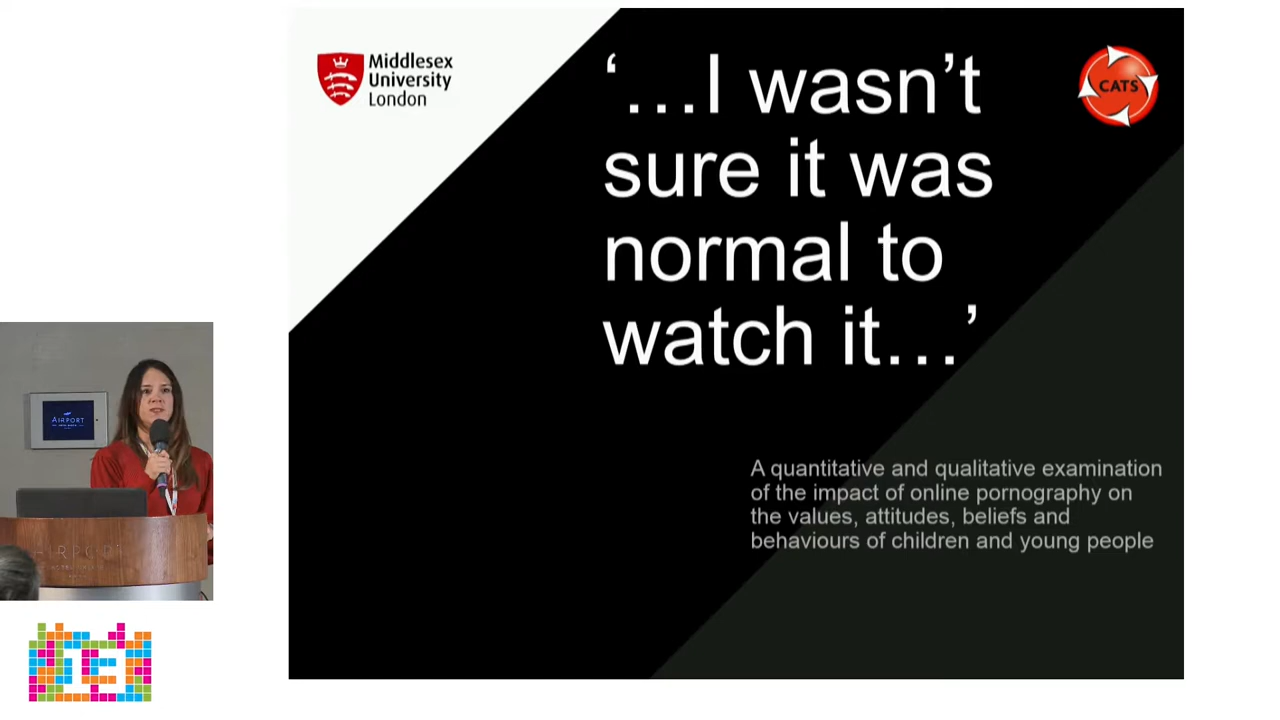 Middlesex
University
London
‘…I wasn’t
sure it was
normal to
watch it…’
CATS
A quantitative and qualitative examination
of the impact of online pornography on
the values, attitudes, beliefs and
behaviours of children and young people
AIRPORT
AIRPORT